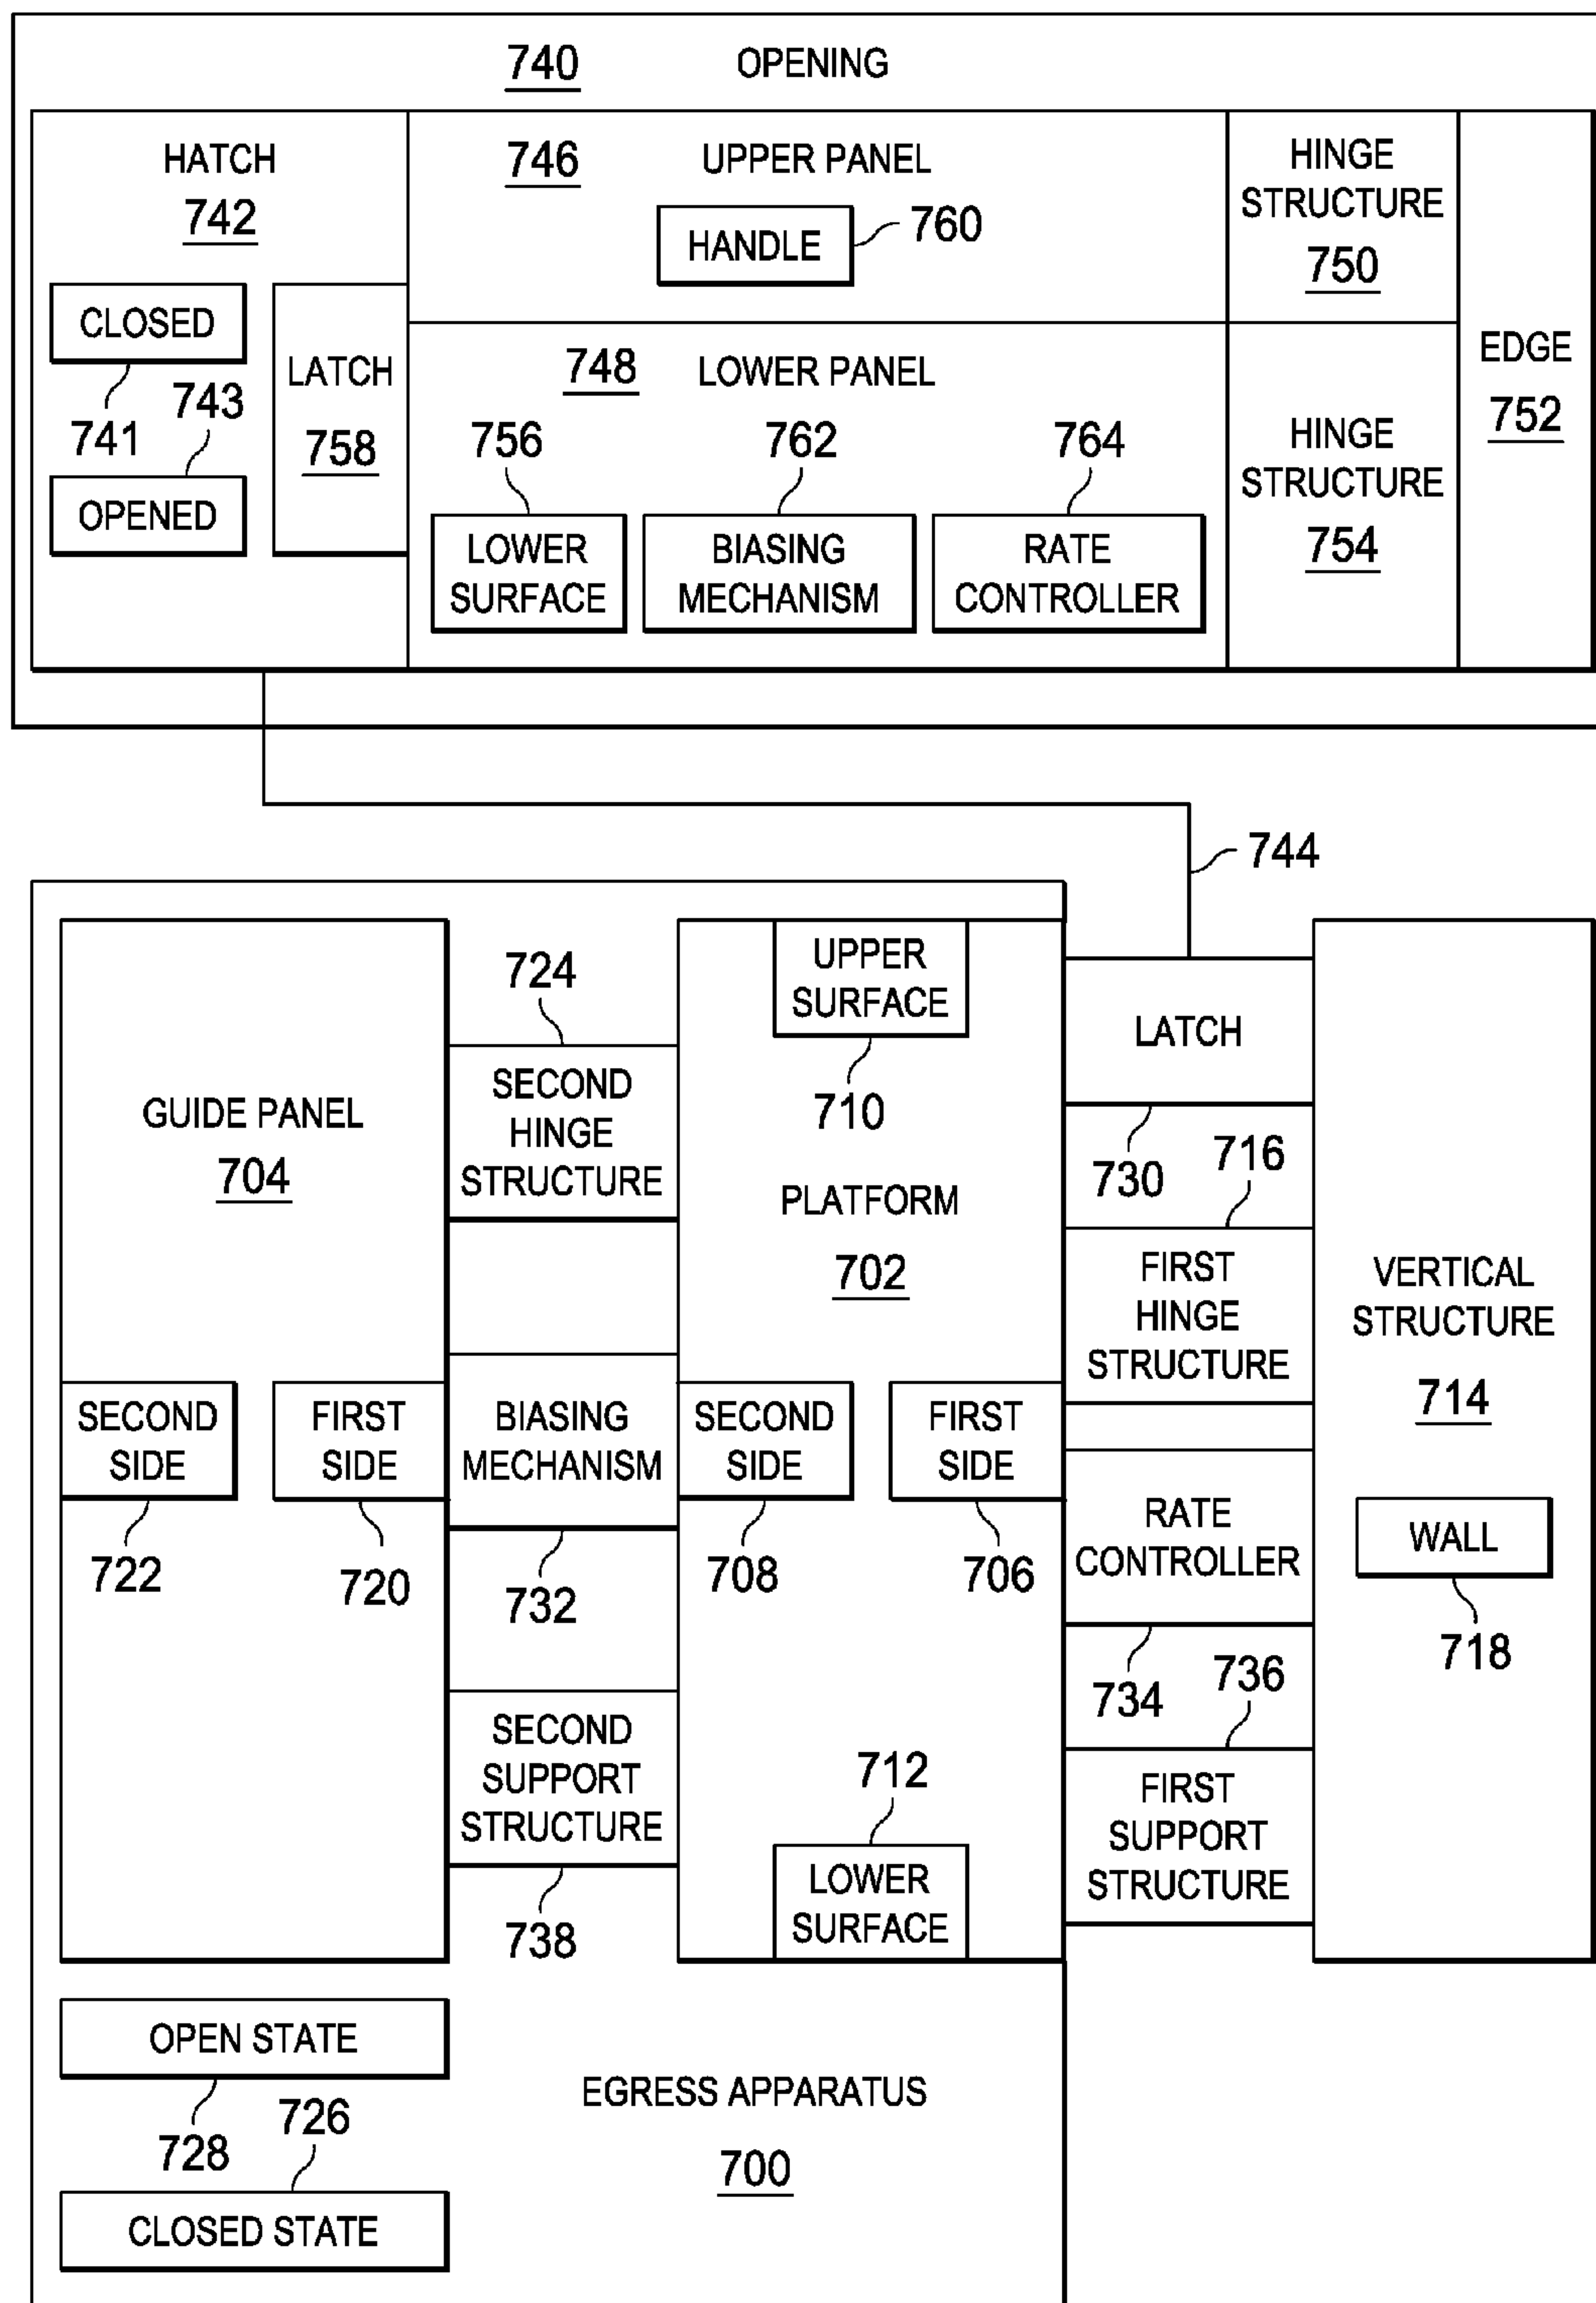 740 OPENING
HATCH
742
746 UPPER PANEL
HANDLE 760
HINGE
STRUCTURE
750
CLOSED
741
743
OPENED
LATCH
758
748 LOWER PANEL
756 762 764
LOWER
SURFACE
BIASING
MECHANISM
RATE
CONTROLLER
HINGE
STRUCTURE
754
EDGE
752
744
GUIDE PANEL
704
724
SECOND
HINGE
STRUCTURE
UPPER
SURFACE
710
PLATFORM
702
LATCH
730
716
FIRST
HINGE
STRUCTURE
VERTICAL
STRUCTURE
714
SECOND
SIDE
722
FIRST
SIDE
720
BIASING
MECHANISM
732
SECOND
SIDE
708
FIRST
SIDE
706
RATE
CONTROLLER
734
WALL
718
736
SECOND
SUPPORT
STRUCTURE
738
712
LOWER
SURFACE
FIRST
SUPPORT
STRUCTURE
OPEN STATE
728
726
CLOSED STATE
EGRESS APPARATUS
700